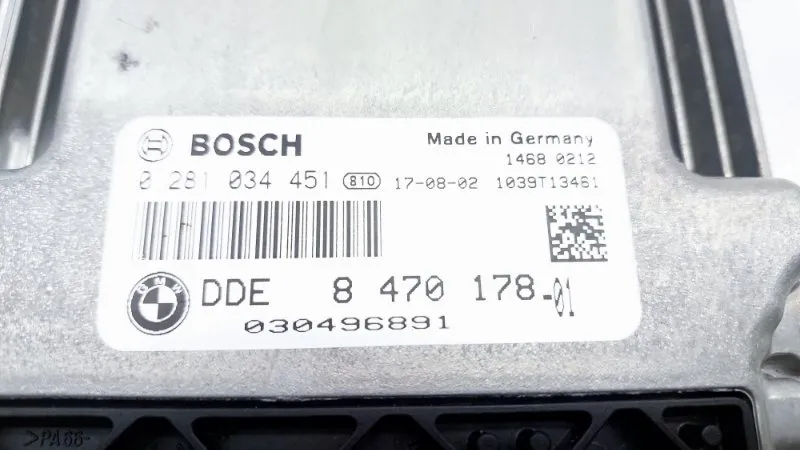 BOSCH Made in Germany
1468 0212
0 281 034 451 810 17-08-02 1039T13461
BMW DDE 8 470 178-01
030496891
>PA66-